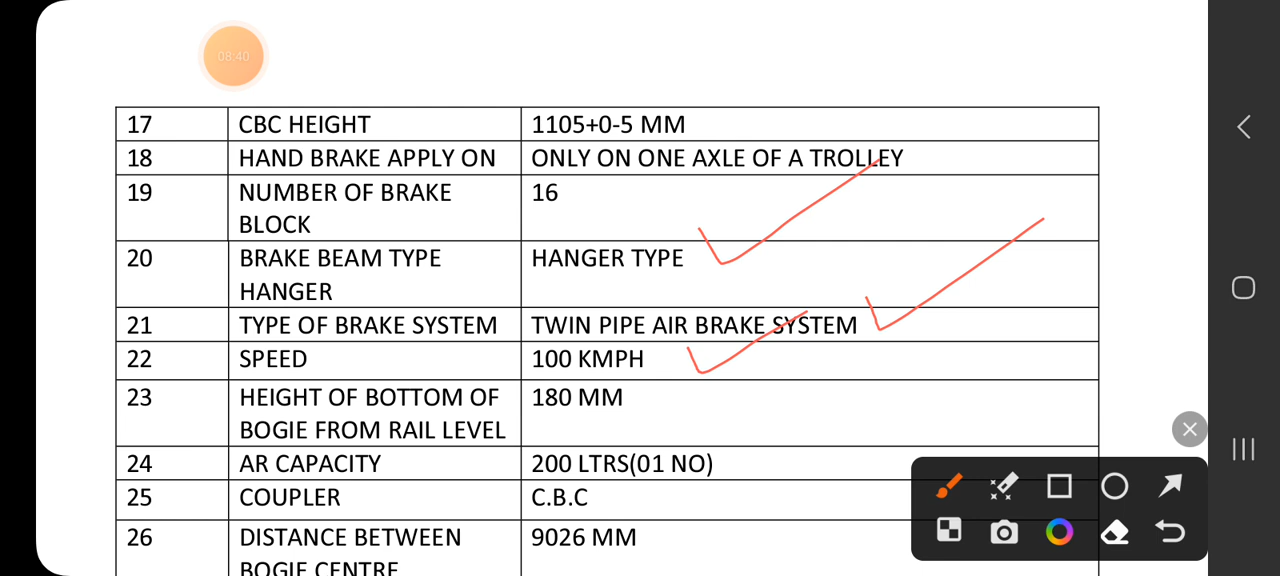 08:40
17 CBC HEIGHT 1105+0-5 MM
18 HAND BRAKE APPLY ON ONLY ON ONE AXLE OF A TROLLEY
19 NUMBER OF BRAKE 16
BLOCK
20 BRAKE BEAM TYPE HANGER TYPE
HANGER
21 TYPE OF BRAKE SYSTEM TWIN PIPE AIR BRAKE SYSTEM
22 SPEED 100 KMPH
23 HEIGHT OF BOTTOM OF 180 MM
BOGIE FROM RAIL LEVEL
24 AR CAPACITY 200 LTRS(01 NO)
25 COUPLER C.B.C
26 DISTANCE BETWEEN 9026 MM
BOGIE CENTRE